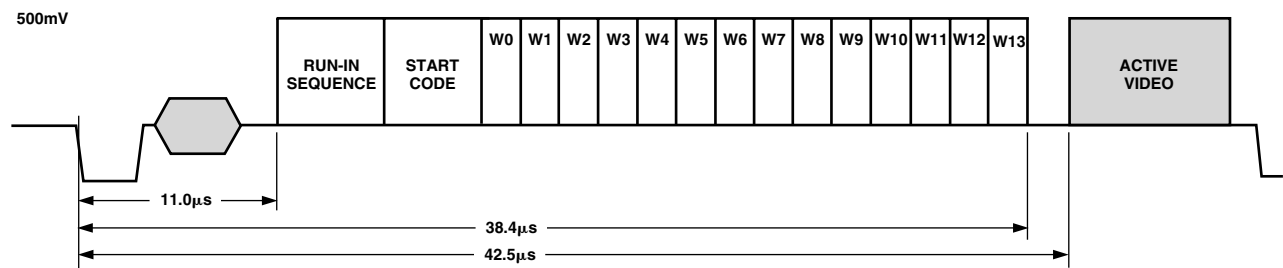 500mV
RUN-IN
SEQUENCE
START
CODE
W0 W1 W2 W3 W4 W5 W6 W7 W8 W9 W10 W11 W12 W13
ACTIVE
VIDEO
11.0μs
38.4μs
42.5μs